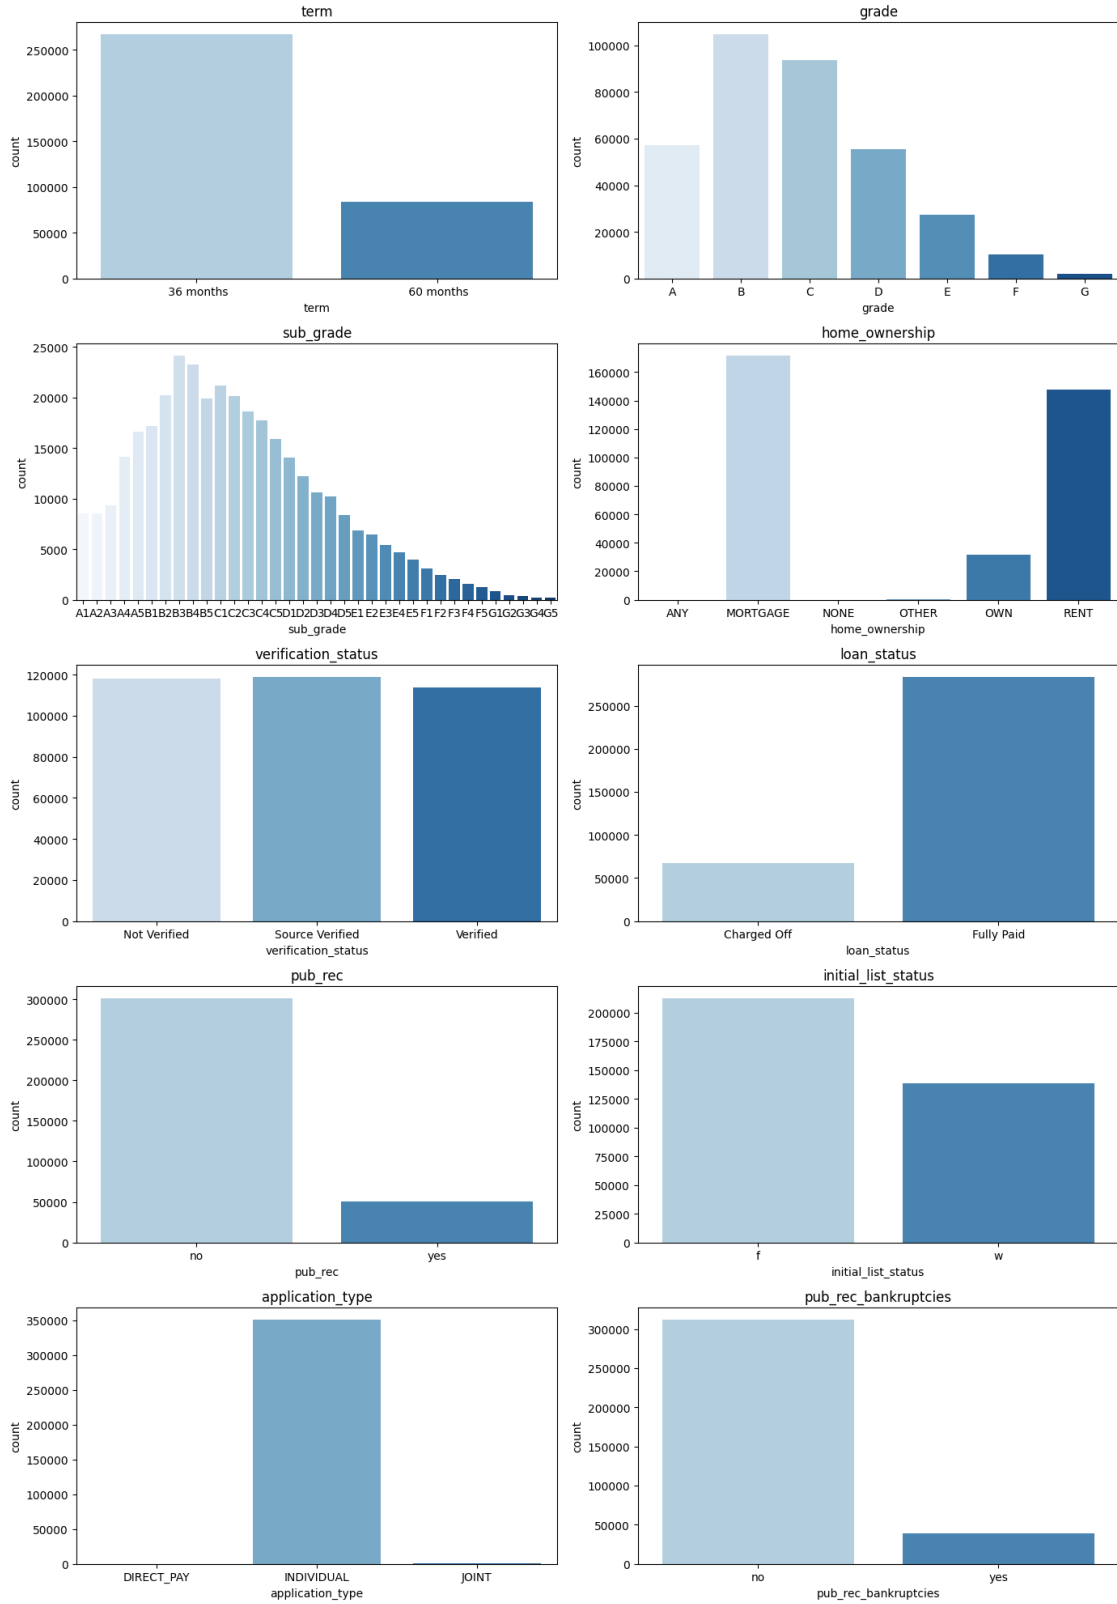 term
250000
200000
150000
100000
50000
0
count
36 months 60 months
term
grade
100000
80000
60000
40000
20000
0
count
A B C D E F G
grade
sub_grade
25000
20000
15000
10000
5000
0
count
A1A2A3A4A5B1B2B3B4B5C1C2C3C4C5D1D2D3D4D5E1E2E3E4E5F1F2F3F4F5G1G2G3G4G5
sub_grade
home_ownership
160000
140000
120000
100000
80000
60000
40000
20000
0
count
ANY MORTGAGE NONE OTHER OWN RENT
home_ownership
verification_status
120000
100000
80000
60000
40000
20000
0
count
Not Verified Source Verified Verified
verification_status
loan_status
250000
200000
150000
100000
50000
0
count
Charged Off Fully Paid
loan_status
pub_rec
300000
250000
200000
150000
100000
50000
0
count
no yes
pub_rec
initial_list_status
200000
175000
150000
125000
100000
75000
50000
25000
0
count
f w
initial_list_status
application_type
350000
300000
250000
200000
150000
100000
50000
0
count
DIRECT_PAY INDIVIDUAL JOINT
application_type
pub_rec_bankruptcies
300000
250000
200000
150000
100000
50000
0
count
no yes
pub_rec_bankruptcies